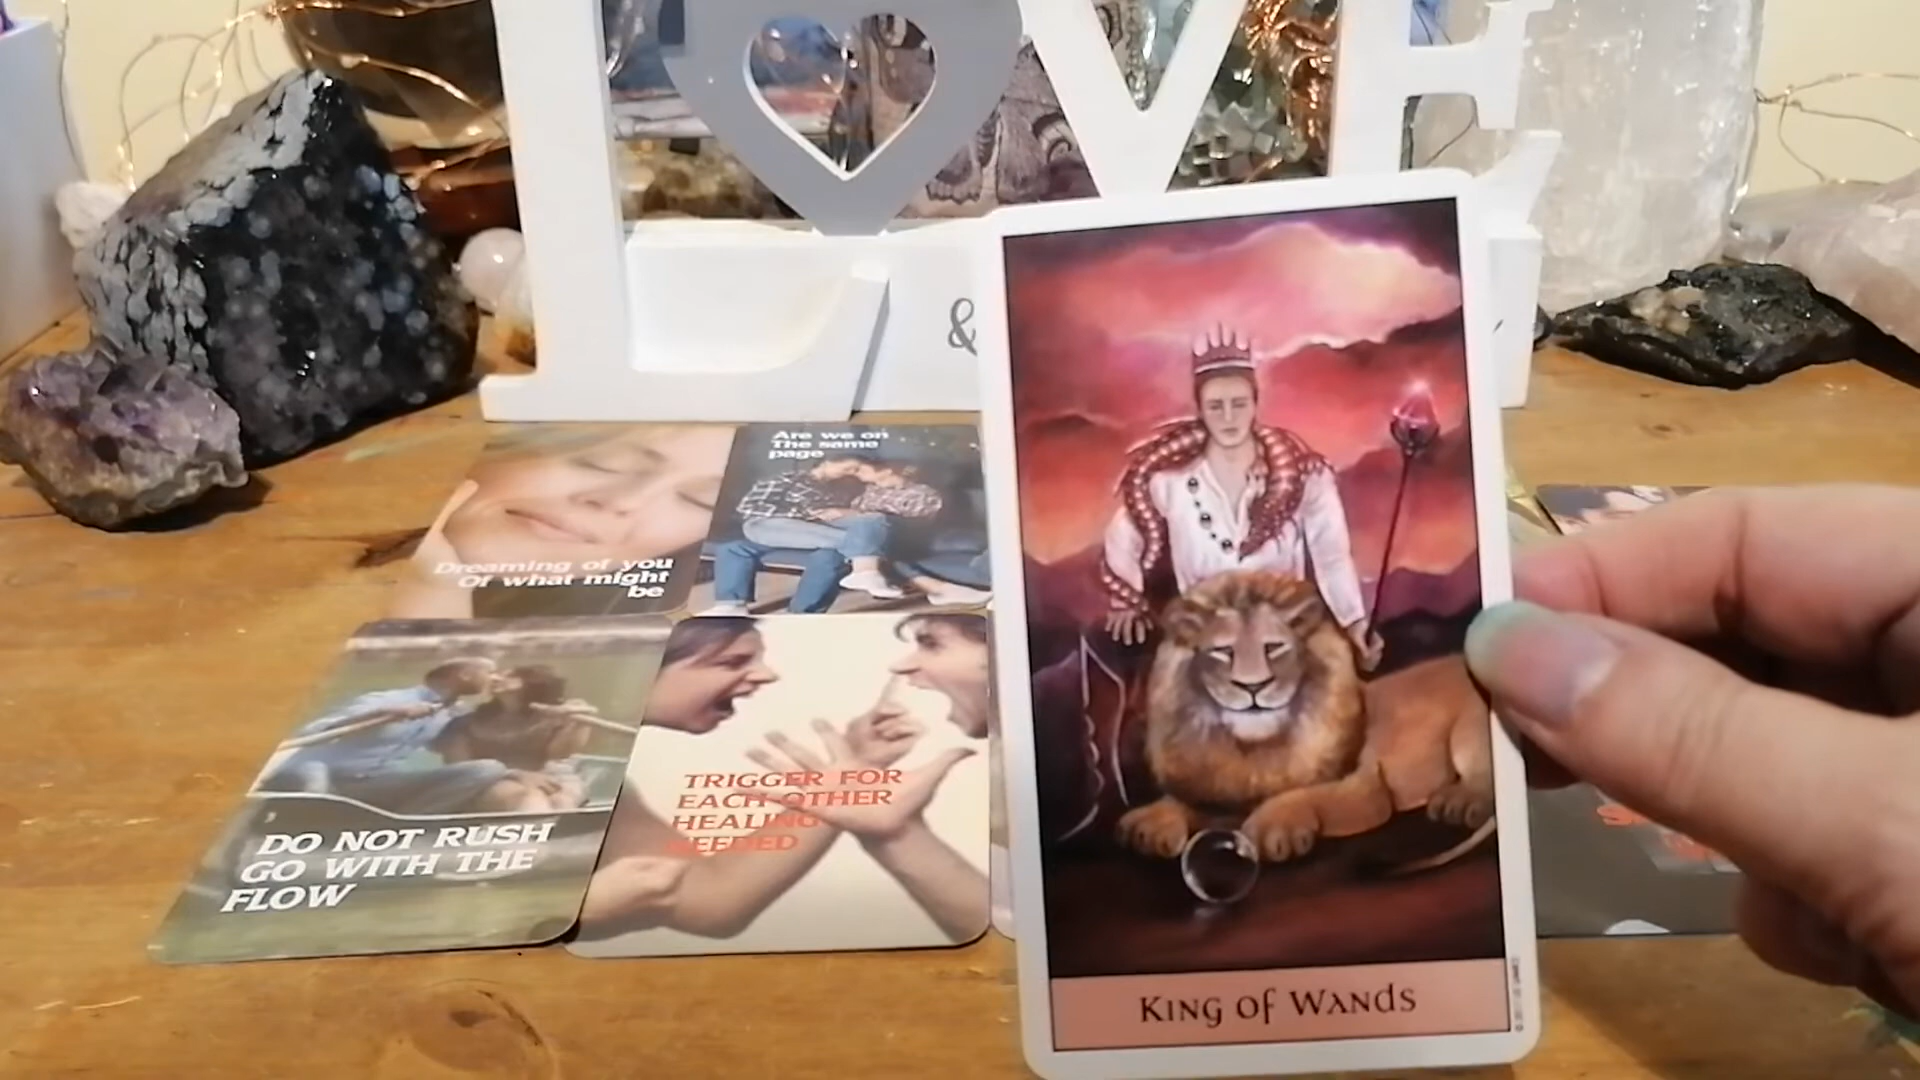 LOVE
&
Are we on
The same
page
Dreaming of you
Of what might
be
DO NOT RUSH
GO WITH THE
FLOW
TRIGGER FOR
EACH OTHER
HEALING
NEEDED
King of Wands